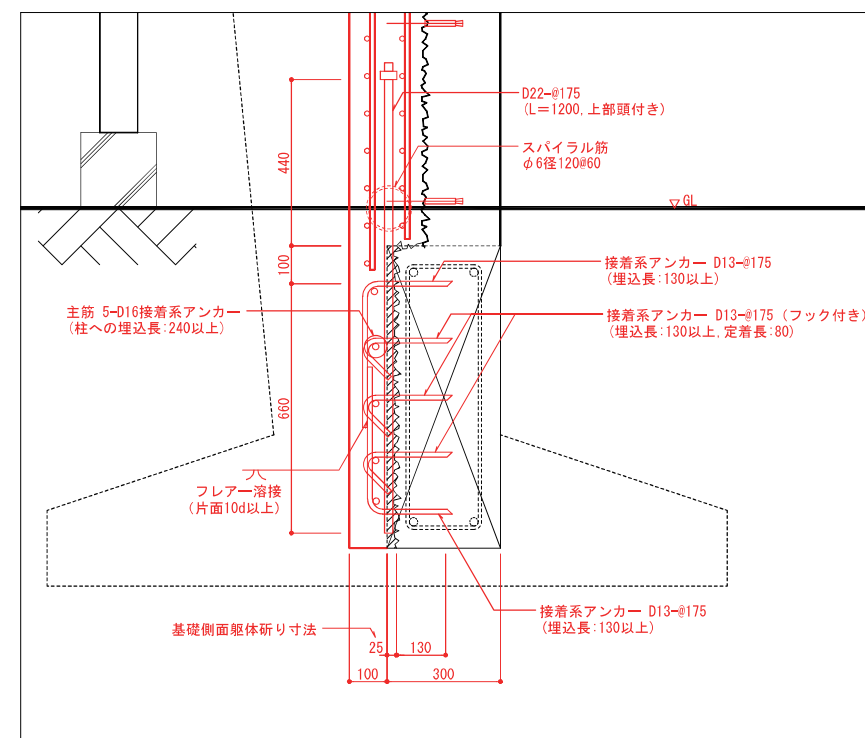 D22-@175
(L=1200, 上部頭付き)
スパイラル筋
φ6径120@60
440
GL
100
接着系アンカー D13-@175
(埋込長:130以上)
主筋 5-D16接着系アンカー
(柱への埋込長:240以上)
接着系アンカー D13-@175 (フック付き)
(埋込長:130以上, 定着長:80)
660
フレアー溶接
(片面10d以上)
接着系アンカー D13-@175
(埋込長:130以上)
基礎側面躯体斫り寸法
25
130
100
300